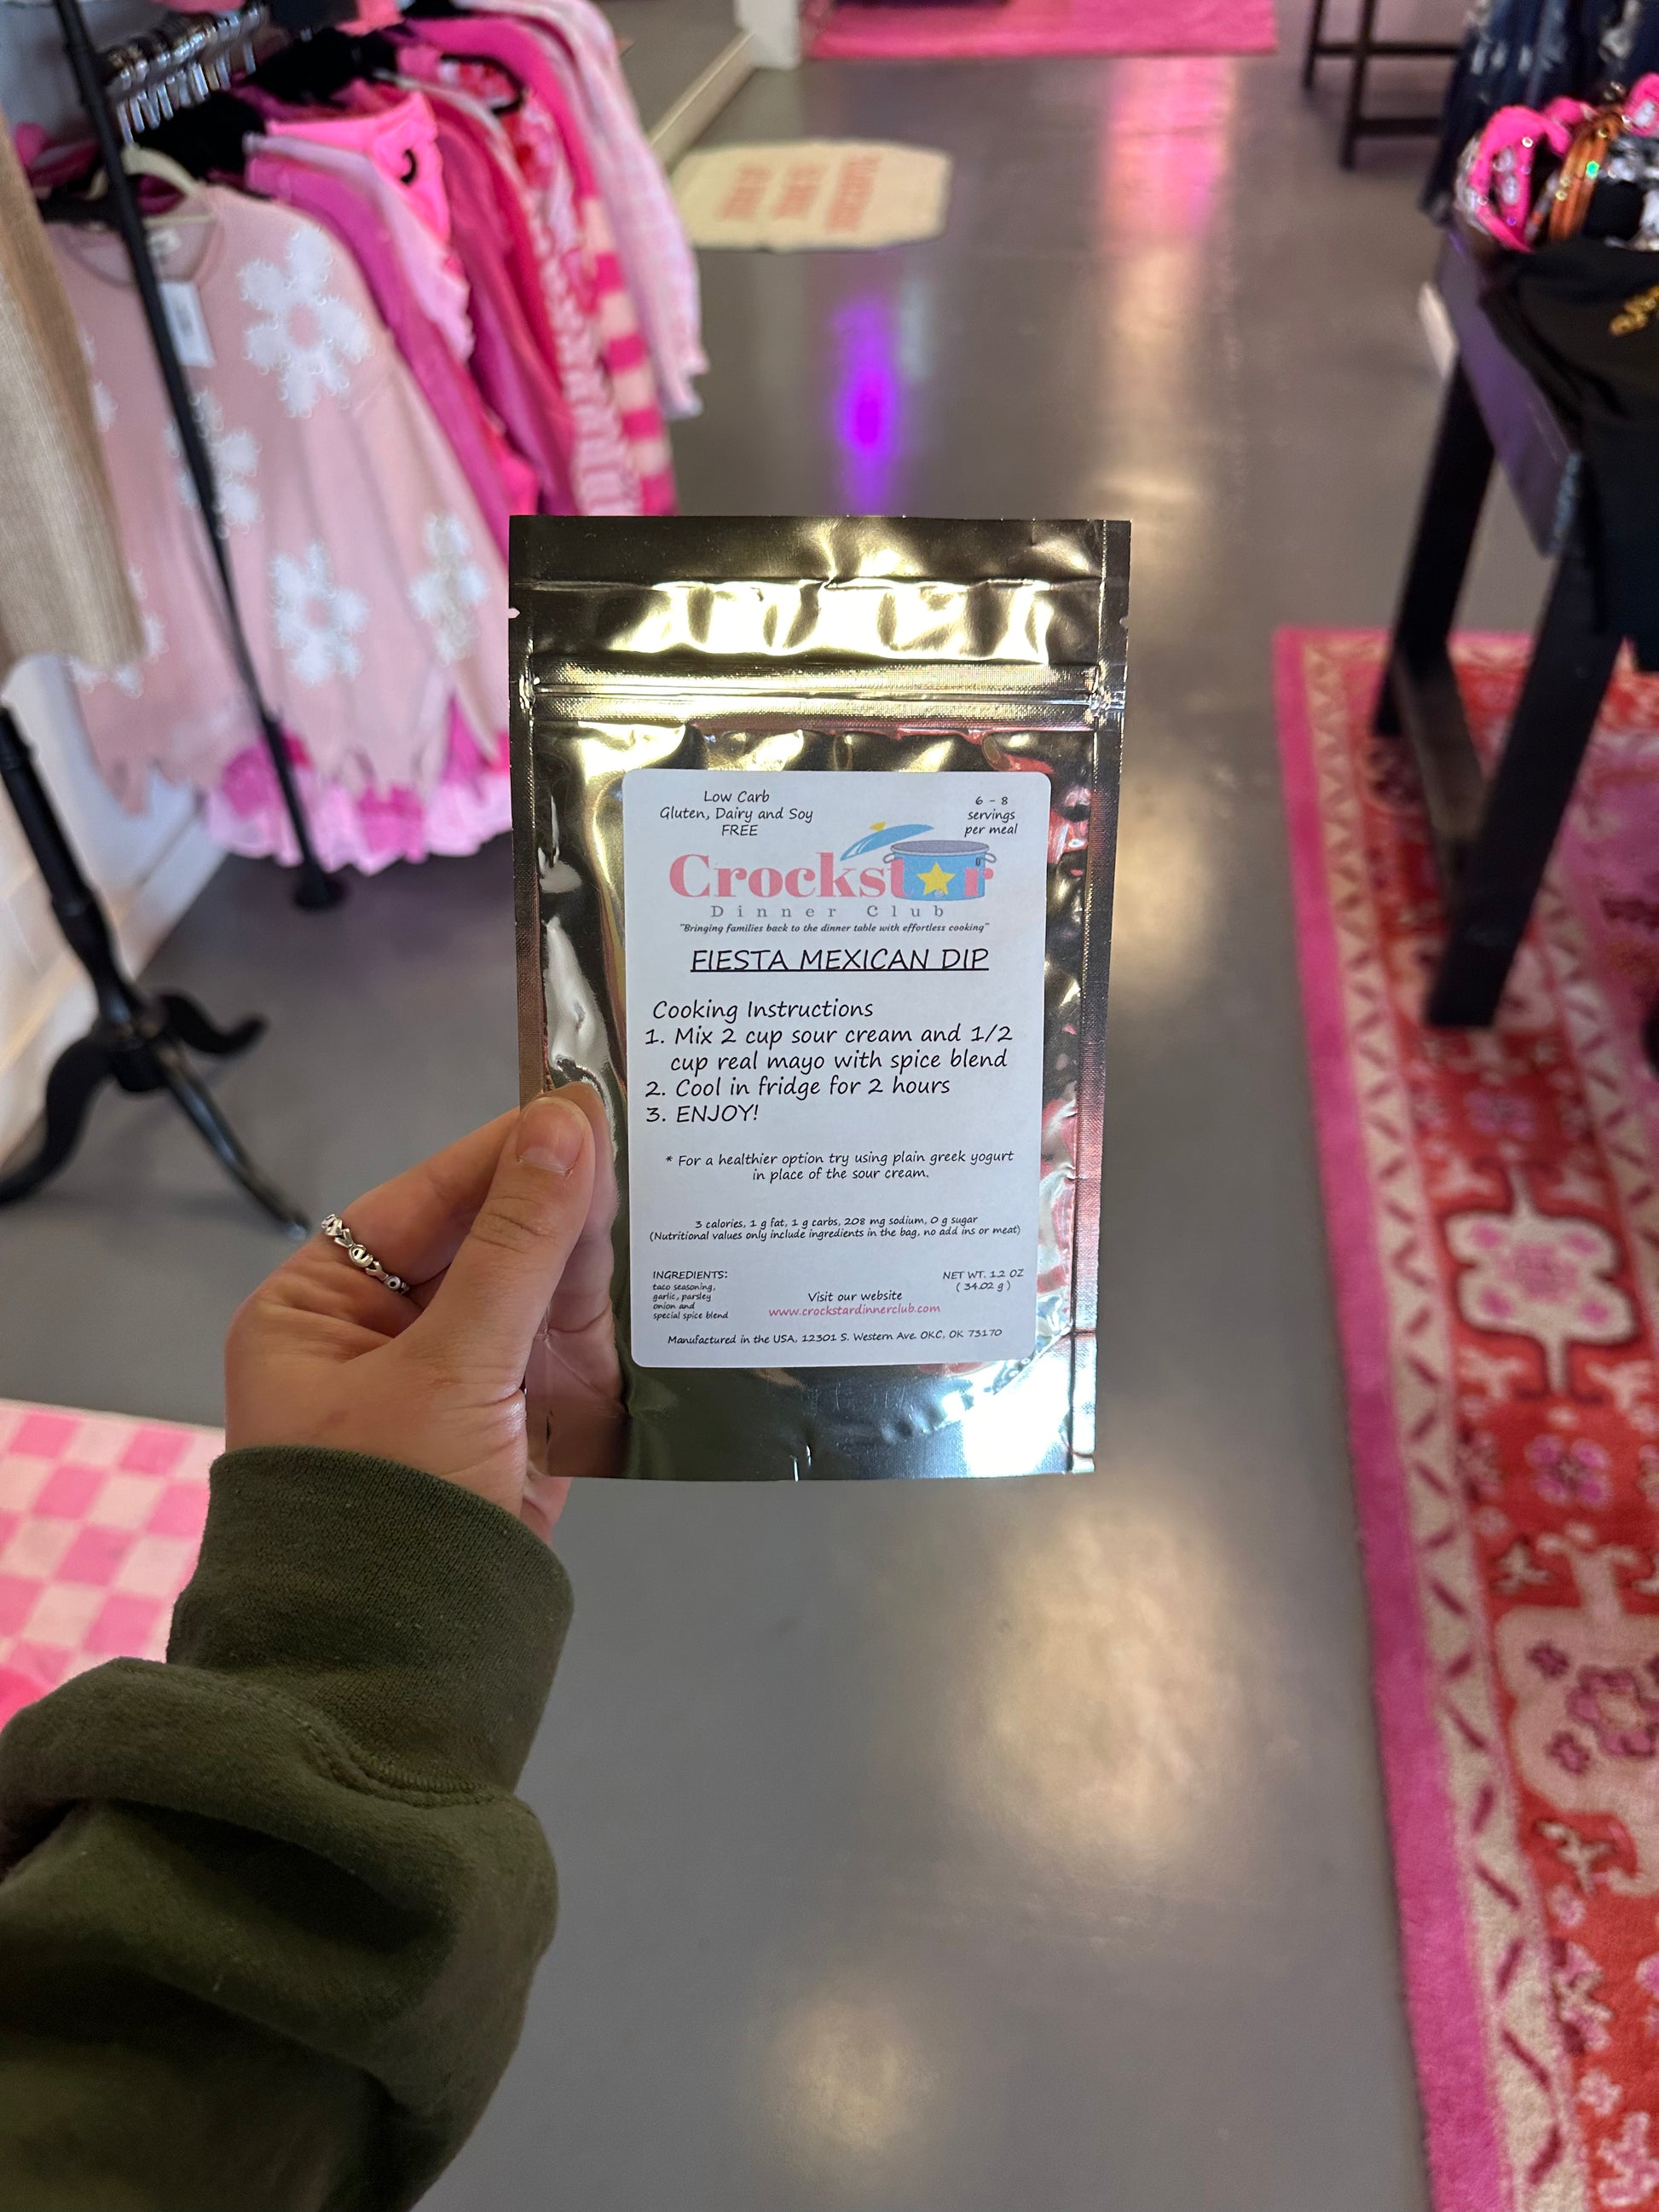 Low Carb
Gluten, Dairy and Soy
FREE
6 - 8
servings
per meal
Crockstar
Dinner Club
"Bringing families back to the dinner table with effortless cooking"
FIESTA MEXICAN DIP
Cooking Instructions
1. Mix 2 cup sour cream and 1/2
cup real mayo with spice blend
2. Cool in fridge for 2 hours
3. ENJOY!
* For a healthier option try using plain greek yogurt
in place of the sour cream.
3 calories, 1 g fat, 1 g carbs, 208 mg sodium, 0 g sugar
(Nutritional values only include ingredients in the bag, no add ins or meat)
INGREDIENTS:
taco seasoning,
garlic, parsley
onion and
special spice blend
NET WT. 1.2 OZ
( 34.02 g )
Visit our website
www.crockstardinnerclub.com
Manufactured in the USA, 12301 S. Western Ave. OKC, OK 73170